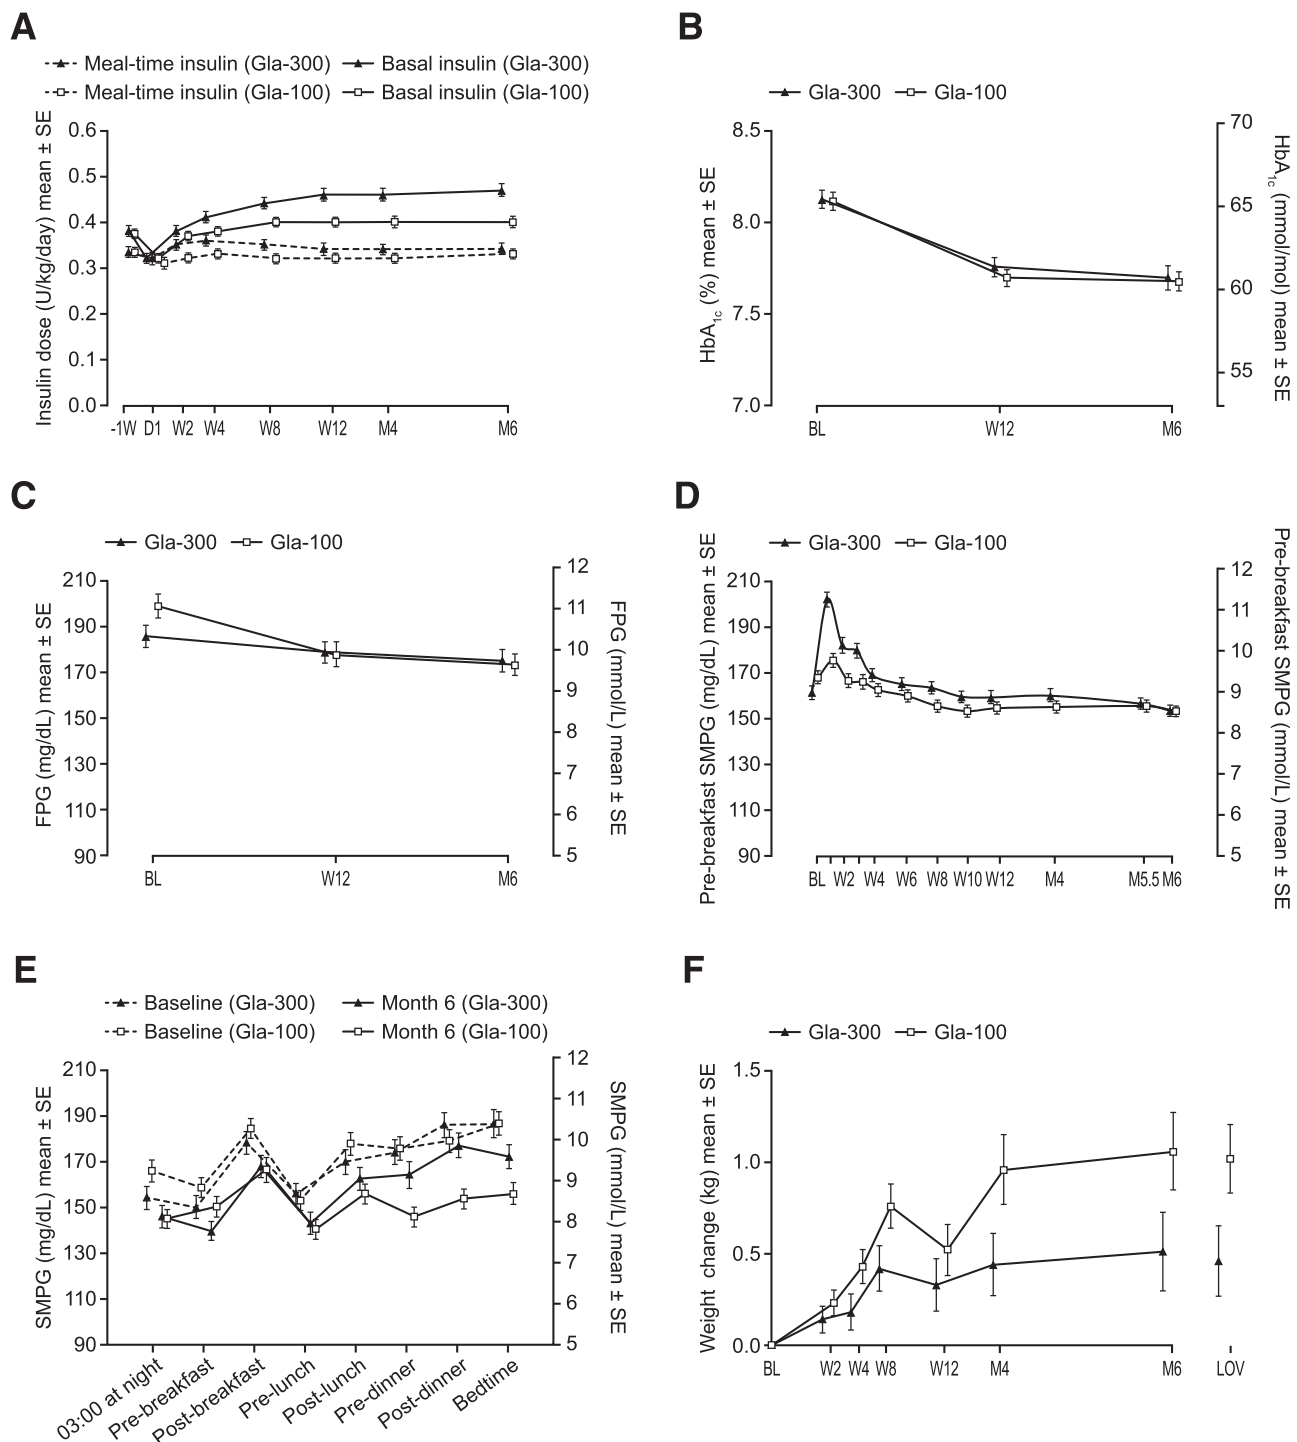 A
Meal-time insulin (Gla-300) Basal insulin (Gla-300)
Meal-time insulin (Gla-100) Basal insulin (Gla-100)
Insulin dose (U/kg/day) mean ± SE
0.6
0.5
0.4
0.3
0.2
0.1
0.0
-1W D1 W2 W4 W8 W12 M4 M6
B
Gla-300 Gla-100
HbA1c (%) mean ± SE
8.5
8.0
7.5
7.0
70
65
60
55
HbA1c (mmol/mol) mean ± SE
BL W12 M6
C
Gla-300 Gla-100
FPG (mg/dL) mean ± SE
210
190
170
150
130
110
90
12
11
10
9
8
7
6
5
FPG (mmol/L) mean ± SE
BL W12 M6
D
Gla-300 Gla-100
Pre-breakfast SMPG (mg/dL) mean ± SE
210
190
170
150
130
110
90
12
11
10
9
8
7
6
5
Pre-breakfast SMPG (mmol/L) mean ± SE
BL W2 W4 W6 W8 W10 W12 M4 M5.5 M6
E
Baseline (Gla-300) Month 6 (Gla-300)
Baseline (Gla-100) Month 6 (Gla-100)
SMPG (mg/dL) mean ± SE
210
190
170
150
130
110
90
12
11
10
9
8
7
6
5
SMPG (mmol/L) mean ± SE
03:00 at night
Pre-breakfast
Post-breakfast
Pre-lunch
Post-lunch
Pre-dinner
Post-dinner
Bedtime
F
Gla-300 Gla-100
Weight change (kg) mean ± SE
1.5
1.0
0.5
0.0
BL W2 W4 W8 W12 M4 M6 LOV